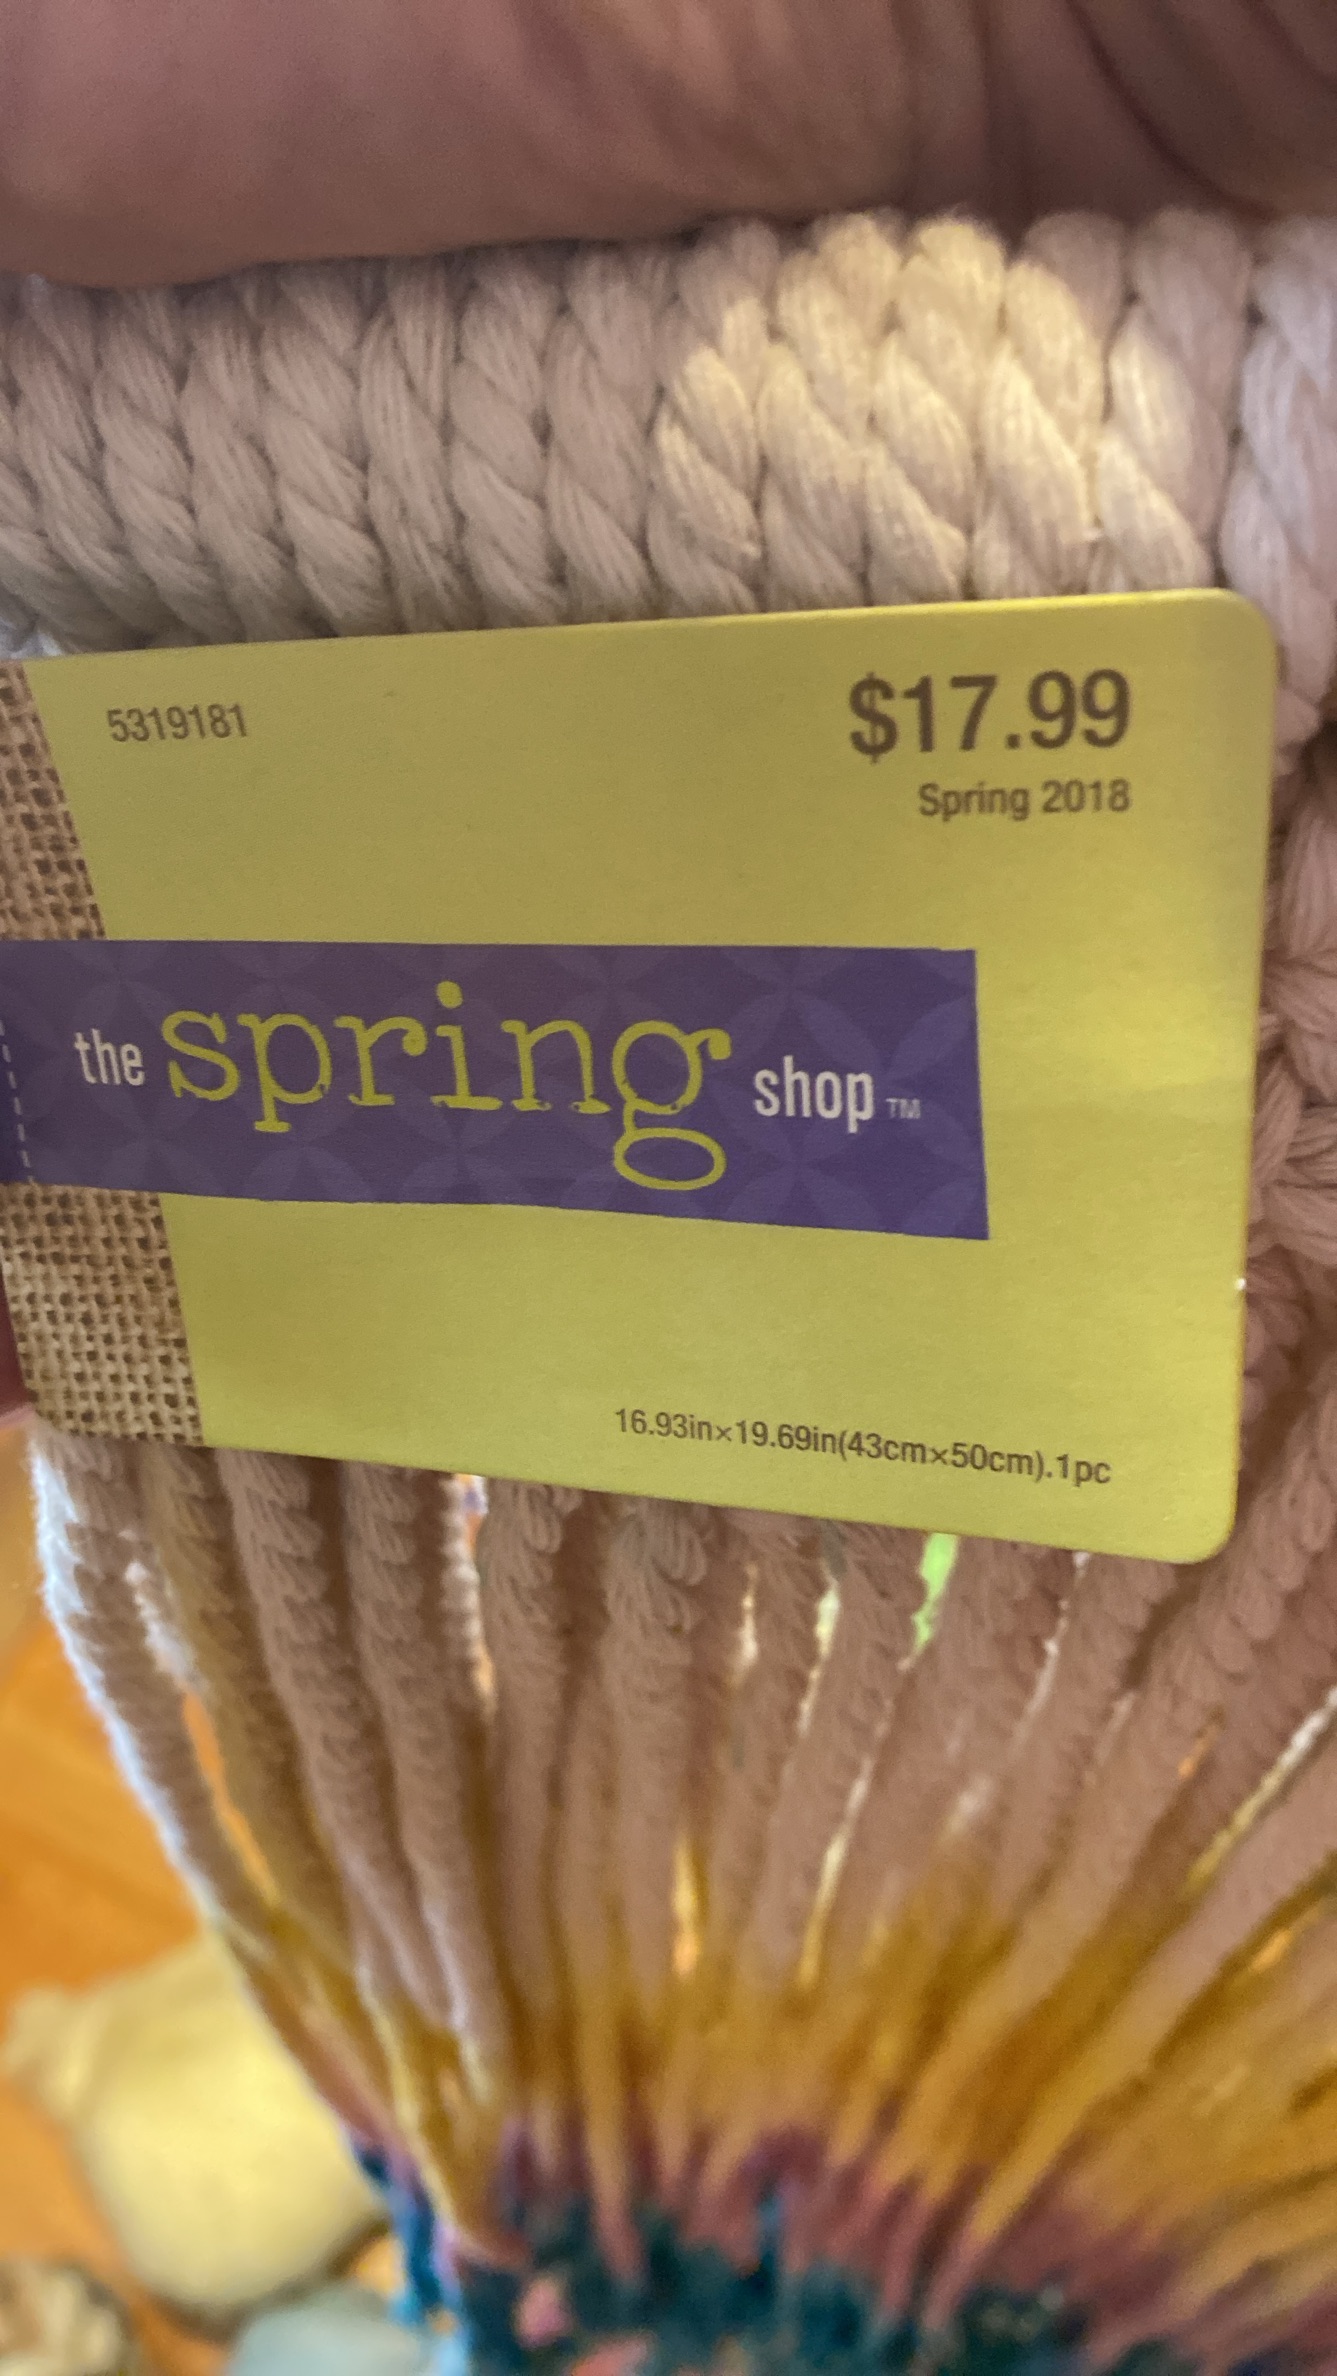 5319181
$17.99
Spring 2018
the spring shop™
16.93in×19.69in(43cm×50cm).1pc